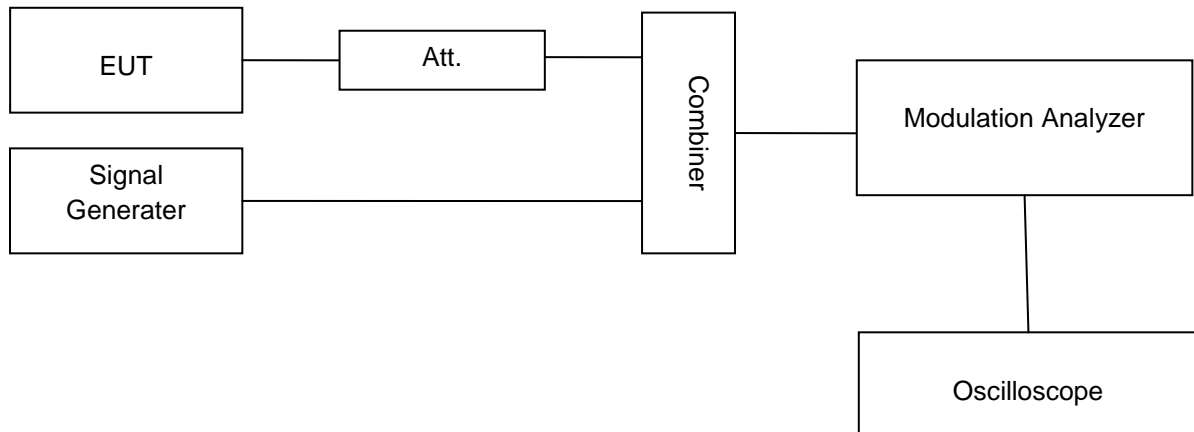 EUT
Att.
Combiner
Modulation Analyzer
Signal
Generater
Oscilloscope